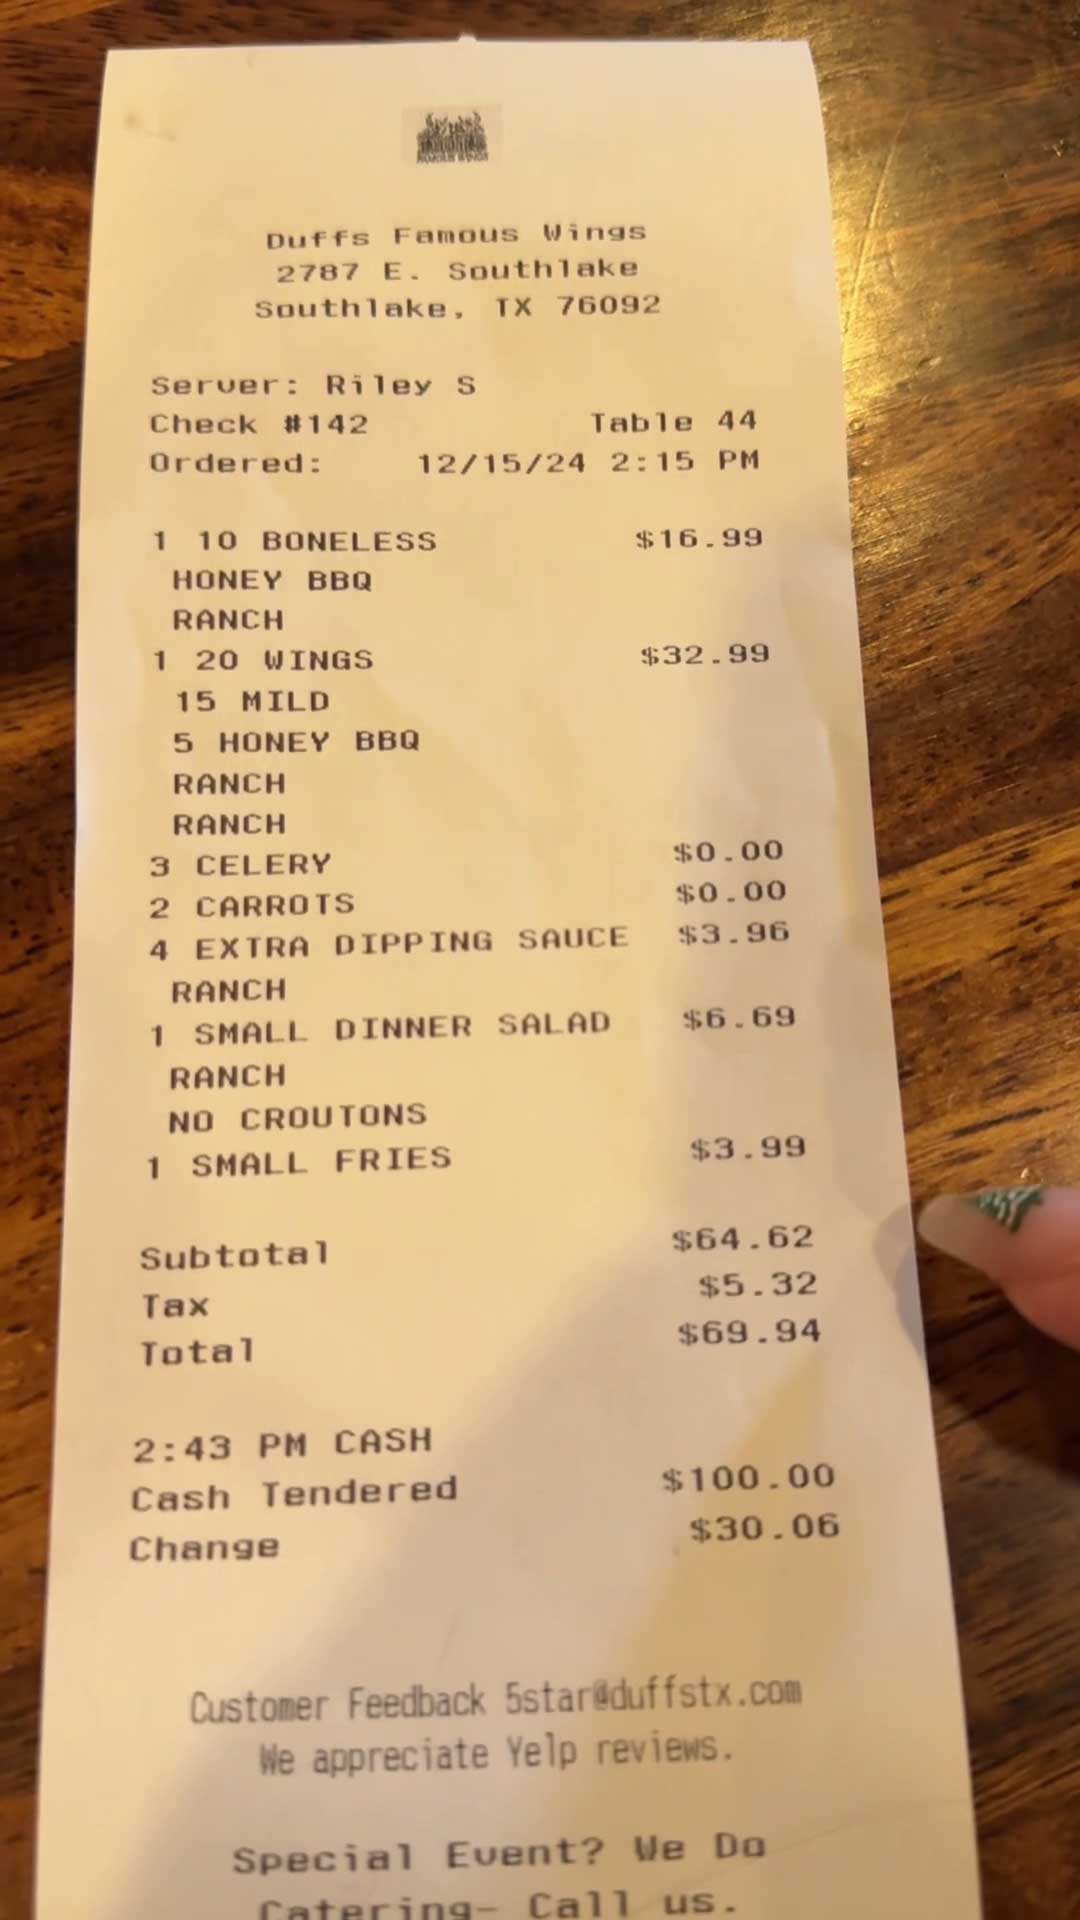 FAMOUS WINGS
Duffs Famous Wings
2787 E. Southlake
Southlake, TX 76092
Server: Riley S
Check #142 Table 44
Ordered: 12/15/24 2:15 PM
1 10 BONELESS $16.99
HONEY BBQ
RANCH
1 20 WINGS $32.99
15 MILD
5 HONEY BBQ
RANCH
RANCH
3 CELERY $0.00
2 CARROTS $0.00
4 EXTRA DIPPING SAUCE $3.96
RANCH
1 SMALL DINNER SALAD $6.69
RANCH
NO CROUTONS
1 SMALL FRIES $3.99
Subtotal $64.62
Tax $5.32
Total $69.94
2:43 PM CASH
Cash Tendered $100.00
Change $30.06
Customer Feedback 5star@duffstx.com
We appreciate Yelp reviews.
Special Event? We Do
Catering- Call us.